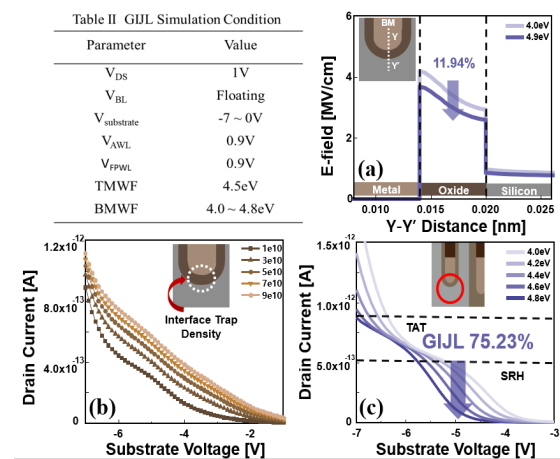 Table II GIJL Simulation Condition
Parameter Value
V_DS 1V
V_BL Floating
V_substrate -7 ~ 0V
V_AWL 0.9V
V_FPWL 0.9V
TMWF 4.5eV
BMWF 4.0 ~ 4.8eV
E-field [MV/cm]
6
4
2
0
BM
Y
Y'
4.0eV
4.9eV
11.94%
(a)
Metal Oxide Silicon
0.010 0.015 0.020 0.025
Y-Y' Distance [nm]
Drain Current [A]
1.2x10^-12
8.0x10^-13
4.0x10^-13
0
1e10
3e10
5e10
7e10
9e10
Interface Trap
Density
(b)
-6 -4 -2
Substrate Voltage [V]
Drain Current [A]
1.5x10^-12
1.0x10^-12
5.0x10^-13
0.0
4.0eV
4.2eV
4.4eV
4.6eV
4.8eV
TAT
GIJL 75.23%
SRH
(c)
-7 -6 -5 -4 -3
Substrate Voltage [V]